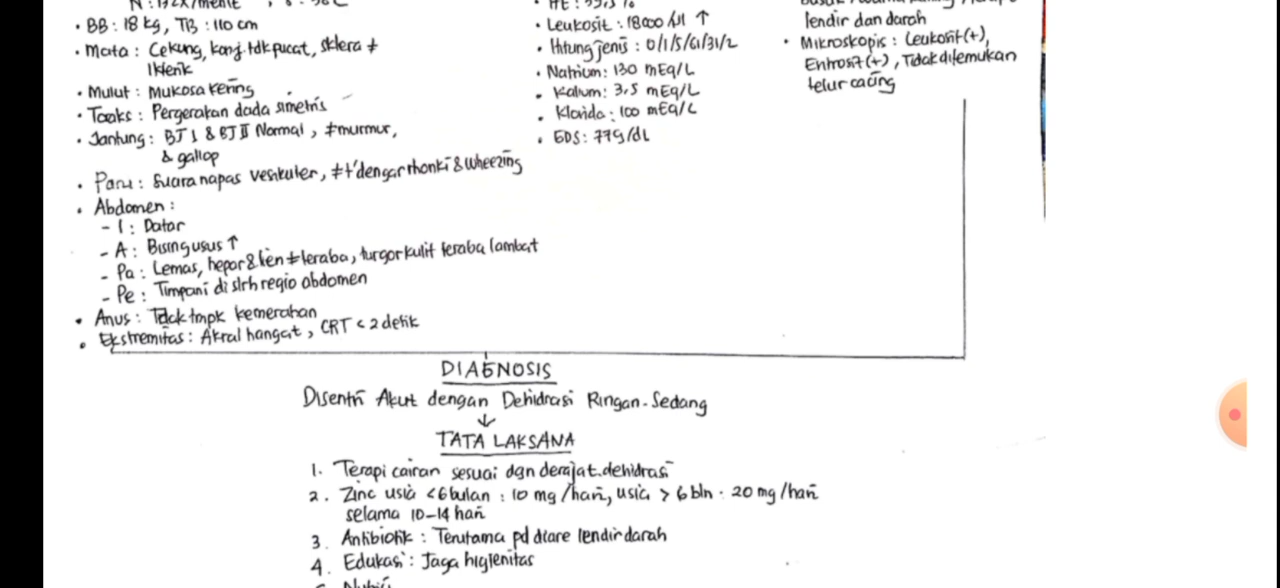 BB : 18 kg, TB : 110 cm
Mata : Cekung, konj. tdk pucat, sklera ≠
Ikterik
Mulut : Mukosa kering
Toraks : Pergerakan dada simetris
Jantung : BJ I & BJ II Normal, ≠ murmur,
& gallop
Paru : Suara napas vesikuler, ≠ t'dengar rhonki & wheezing
Abdomen :
- I : Datar
- A : Bising usus ↑
- Pa : Lemas, hepar & lien ≠ teraba, turgor kulit teraba lambat
- Pe : Timpani di slrh regio abdomen
Anus : Tdck tmpk kemerahan
Ekstremitas : Akral hangat, CRT < 2 detik
Leukosit : 18000 /µl ↑
Hitung jenis : 0/1/5/61/31/2
Natrium : 130 mEq/L
Kalium : 3,5 mEq/L
Klorida : 100 mEq/L
GDS : 77g/dL
lendir dan darah
Mikroskopis : Leukosit (+),
Eritrosit (+), Tidak ditemukan
telur cacing
DIAGNOSIS
Disentri Akut dengan Dehidrasi Ringan-Sedang
↓
TATA LAKSANA
1. Terapi cairan sesuai dgn derajat dehidrasi
2. Zinc usia <6 bulan : 10 mg/hari, usia > 6 bln : 20 mg/hari
selama 10-14 hari
3. Antibiotik : Terutama pd diare lendir darah
4. Edukasi : Jaga higienitas